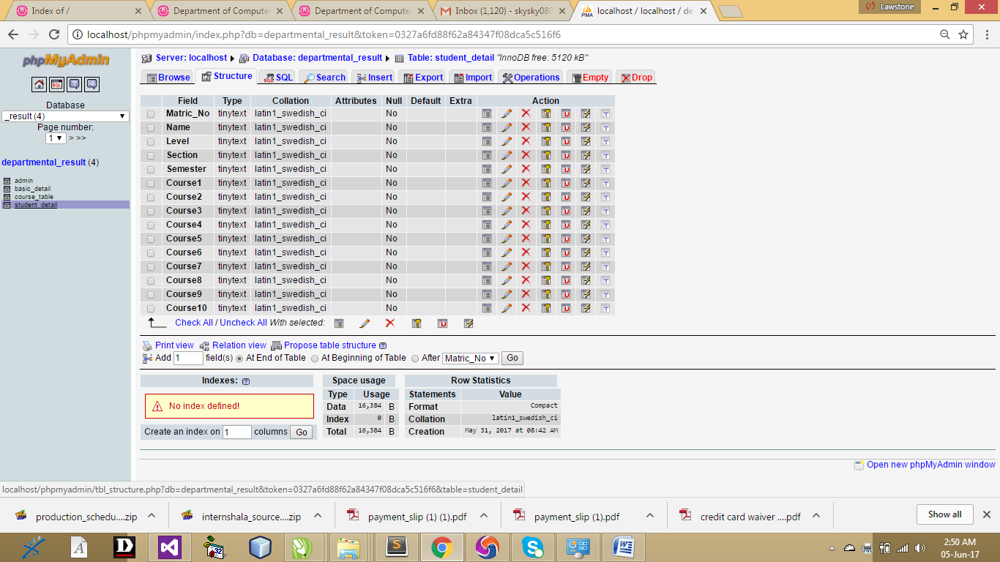 Index of /
Department of Compute
Department of Compute
Inbox (1,120) - skysky080
localhost / localhost / de
Lawstone
localhost/phpmyadmin/index.php?db=departmental_result&token=0327a6fd88f62a84347f08dca5c516f6
phpMyAdmin
Database
_result (4)
Page number:
1 > >>
departmental_result (4)
admin
basic_detail
course_table
student_detail
Server: localhost Database: departmental_result Table: student_detail "InnoDB free: 5120 kB"
Browse Structure SQL Search Insert Export Import Operations Empty Drop
Field Type Collation Attributes Null Default Extra Action
Matric_No tinytext latin1_swedish_ci No
Name tinytext latin1_swedish_ci No
Level tinytext latin1_swedish_ci No
Section tinytext latin1_swedish_ci No
Semester tinytext latin1_swedish_ci No
Course1 tinytext latin1_swedish_ci No
Course2 tinytext latin1_swedish_ci No
Course3 tinytext latin1_swedish_ci No
Course4 tinytext latin1_swedish_ci No
Course5 tinytext latin1_swedish_ci No
Course6 tinytext latin1_swedish_ci No
Course7 tinytext latin1_swedish_ci No
Course8 tinytext latin1_swedish_ci No
Course9 tinytext latin1_swedish_ci No
Course10 tinytext latin1_swedish_ci No
Check All / Uncheck All With selected:
Print view Relation view Propose table structure
Add 1 field(s) At End of Table At Beginning of Table After Matric_No Go
Indexes:
No index defined!
Create an index on 1 columns Go
Space usage
Type Usage
Data 16,384 B
Index 0 B
Total 16,384 B
Row Statistics
Statements Value
Format Compact
Collation latin1_swedish_ci
Creation May 31, 2017 at 08:42 AM
Open new phpMyAdmin window
localhost/phpmyadmin/tbl_structure.php?db=departmental_result&token=0327a6fd88f62a84347f08dca5c516f6&table=student_detail
production_schedu....zip
internshala_source....zip
payment_slip (1) (1).pdf
payment_slip (1).pdf
credit card waiver ....pdf
Show all
2:50 AM
05-Jun-17